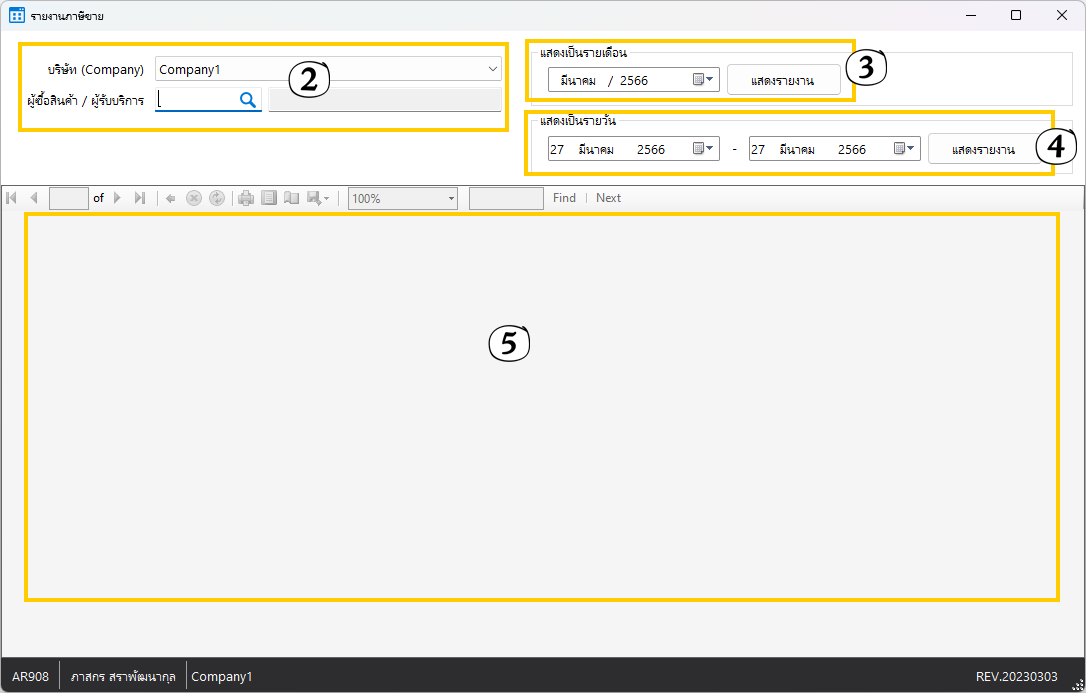 รายงานภาษีขาย
บริษัท (Company) Company1
ผู้ซื้อสินค้า / ผู้รับบริการ
2
แสดงเป็นรายเดือน
มีนาคม / 2566 แสดงรายงาน
3
แสดงเป็นรายวัน
27 มีนาคม 2566 - 27 มีนาคม 2566 แสดงรายงาน
4
of 100% Find Next
5
AR908 ภาสกร สราพัฒนากุล Company1 REV.20230303